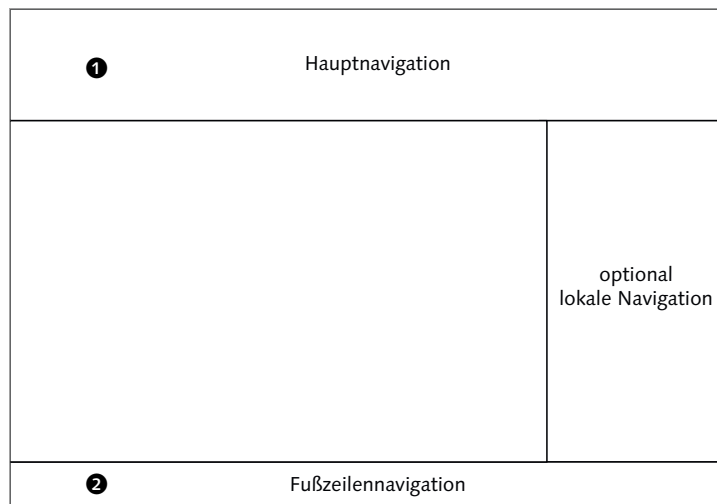 ❶ Hauptnavigation
optional
lokale Navigation
❷ Fußzeilennavigation